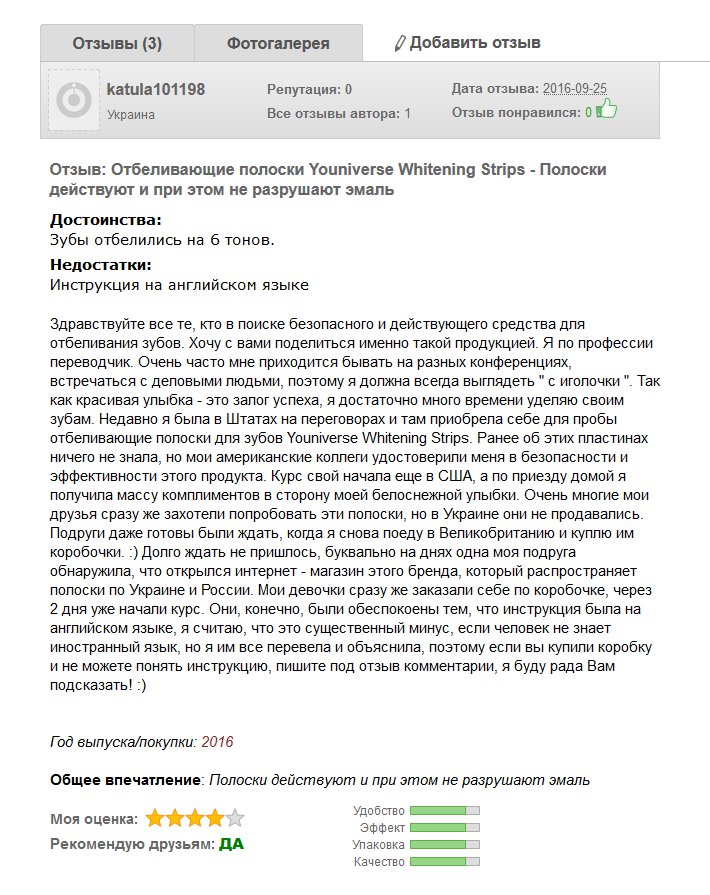 Отзывы (3) Фотогалерея Добавить отзыв
katula101198 Репутация: 0 Дата отзыва: 2016-09-25
Украина Все отзывы автора: 1 Отзыв понравился: 0
Отзыв: Отбеливающие полоски Youniverse Whitening Strips - Полоски
действуют и при этом не разрушают эмаль
Достоинства:
Зубы отбелились на 6 тонов.
Недостатки:
Инструкция на английском языке
Здравствуйте все те, кто в поиске безопасного и действующего средства для
отбеливания зубов. Хочу с вами поделиться именно такой продукцией. Я по профессии
переводчик. Очень часто мне приходится бывать на разных конференциях,
встречаться с деловыми людьми, поэтому я должна всегда выглядеть " с иголочки ". Так
как красивая улыбка - это залог успеха, я достаточно много времени уделяю своим
зубам. Недавно я была в Штатах на переговорах и там приобрела себе для пробы
отбеливающие полоски для зубов Youniverse Whitening Strips. Ранее об этих пластинах
ничего не знала, но мои американские коллеги удостоверили меня в безопасности и
эффективности этого продукта. Курс свой начала еще в США, а по приезду домой я
получила массу комплиментов в сторону моей белоснежной улыбки. Очень многие мои
друзья сразу же захотели попробовать эти полоски, но в Украине они не продавались.
Подруги даже готовы были ждать, когда я снова поеду в Великобританию и куплю им
коробочки. :) Долго ждать не пришлось, буквально на днях одна моя подруга
обнаружила, что открылся интернет - магазин этого бренда, который распространяет
полоски по Украине и России. Мои девочки сразу же заказали себе по коробочке, через
2 дня уже начали курс. Они, конечно, были обеспокоены тем, что инструкция была на
английском языке, я считаю, что это существенный минус, если человек не знает
иностранный язык, но я им все перевела и объяснила, поэтому если вы купили коробку
и не можете понять инструкцию, пишите под отзыв комментарии, я буду рада Вам
подсказать! :)
Год выпуска/покупки: 2016
Общее впечатление: Полоски действуют и при этом не разрушают эмаль
Моя оценка:
Рекомендую друзьям: ДА
Удобство
Эффект
Упаковка
Качество